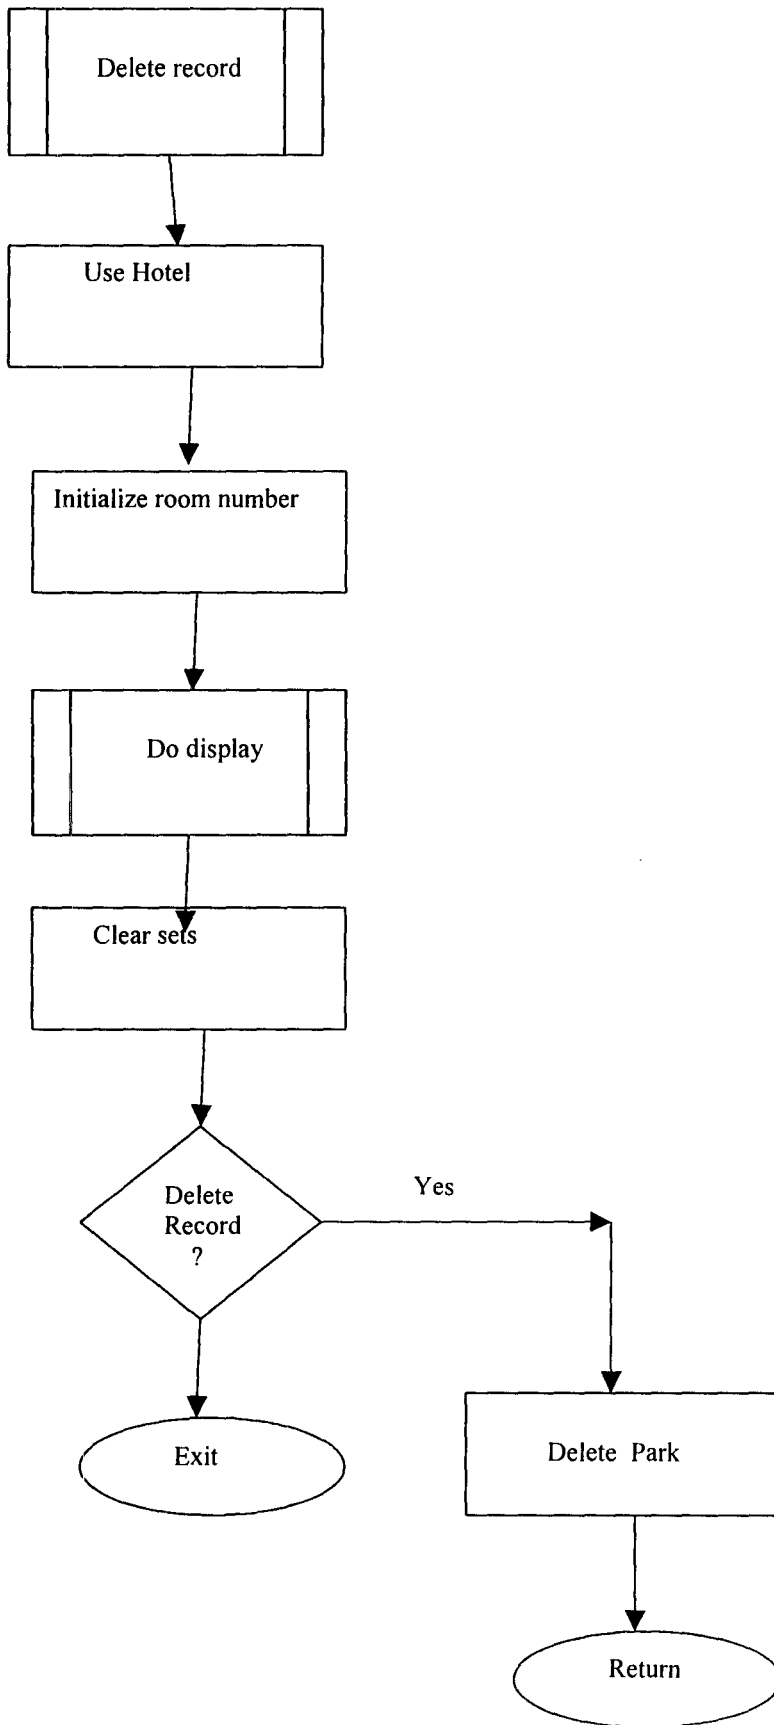 Delete record
Use Hotel
Initialize room number
Do display
Clear sets
Delete
Record
?
Yes
Exit
Delete Park
Return